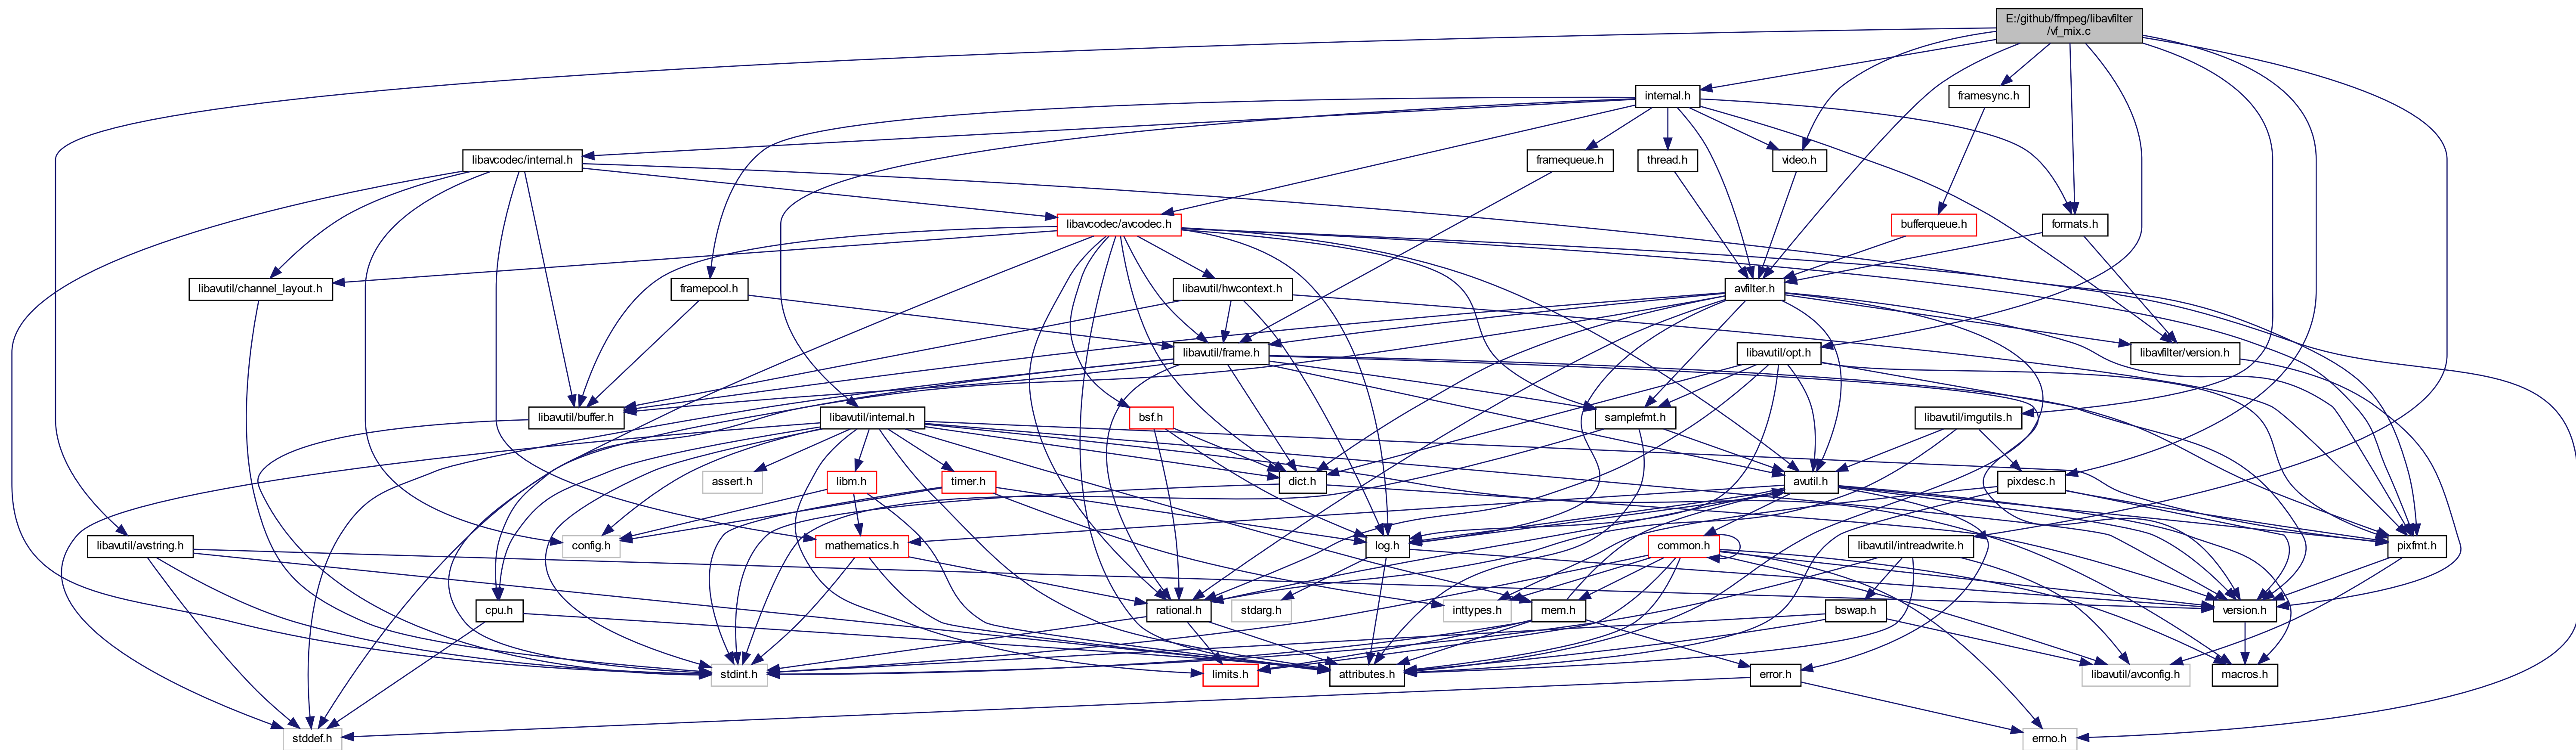 E:/github/ffmpeg/libavfilter
/vf_mix.c
internal.h
framesync.h
libavcodec/internal.h
framequeue.h
thread.h
video.h
libavcodec/avcodec.h
bufferqueue.h
formats.h
libavutil/channel_layout.h
framepool.h
libavutil/hwcontext.h
avfilter.h
libavutil/frame.h
libavutil/opt.h
libavfilter/version.h
libavutil/buffer.h
libavutil/internal.h
bsf.h
samplefmt.h
libavutil/imgutils.h
assert.h
libm.h
timer.h
dict.h
avutil.h
pixdesc.h
libavutil/avstring.h
config.h
mathematics.h
log.h
common.h
libavutil/intreadwrite.h
pixfmt.h
cpu.h
rational.h
stdarg.h
inttypes.h
mem.h
bswap.h
version.h
stdint.h
limits.h
attributes.h
error.h
libavutil/avconfig.h
macros.h
stddef.h
errno.h